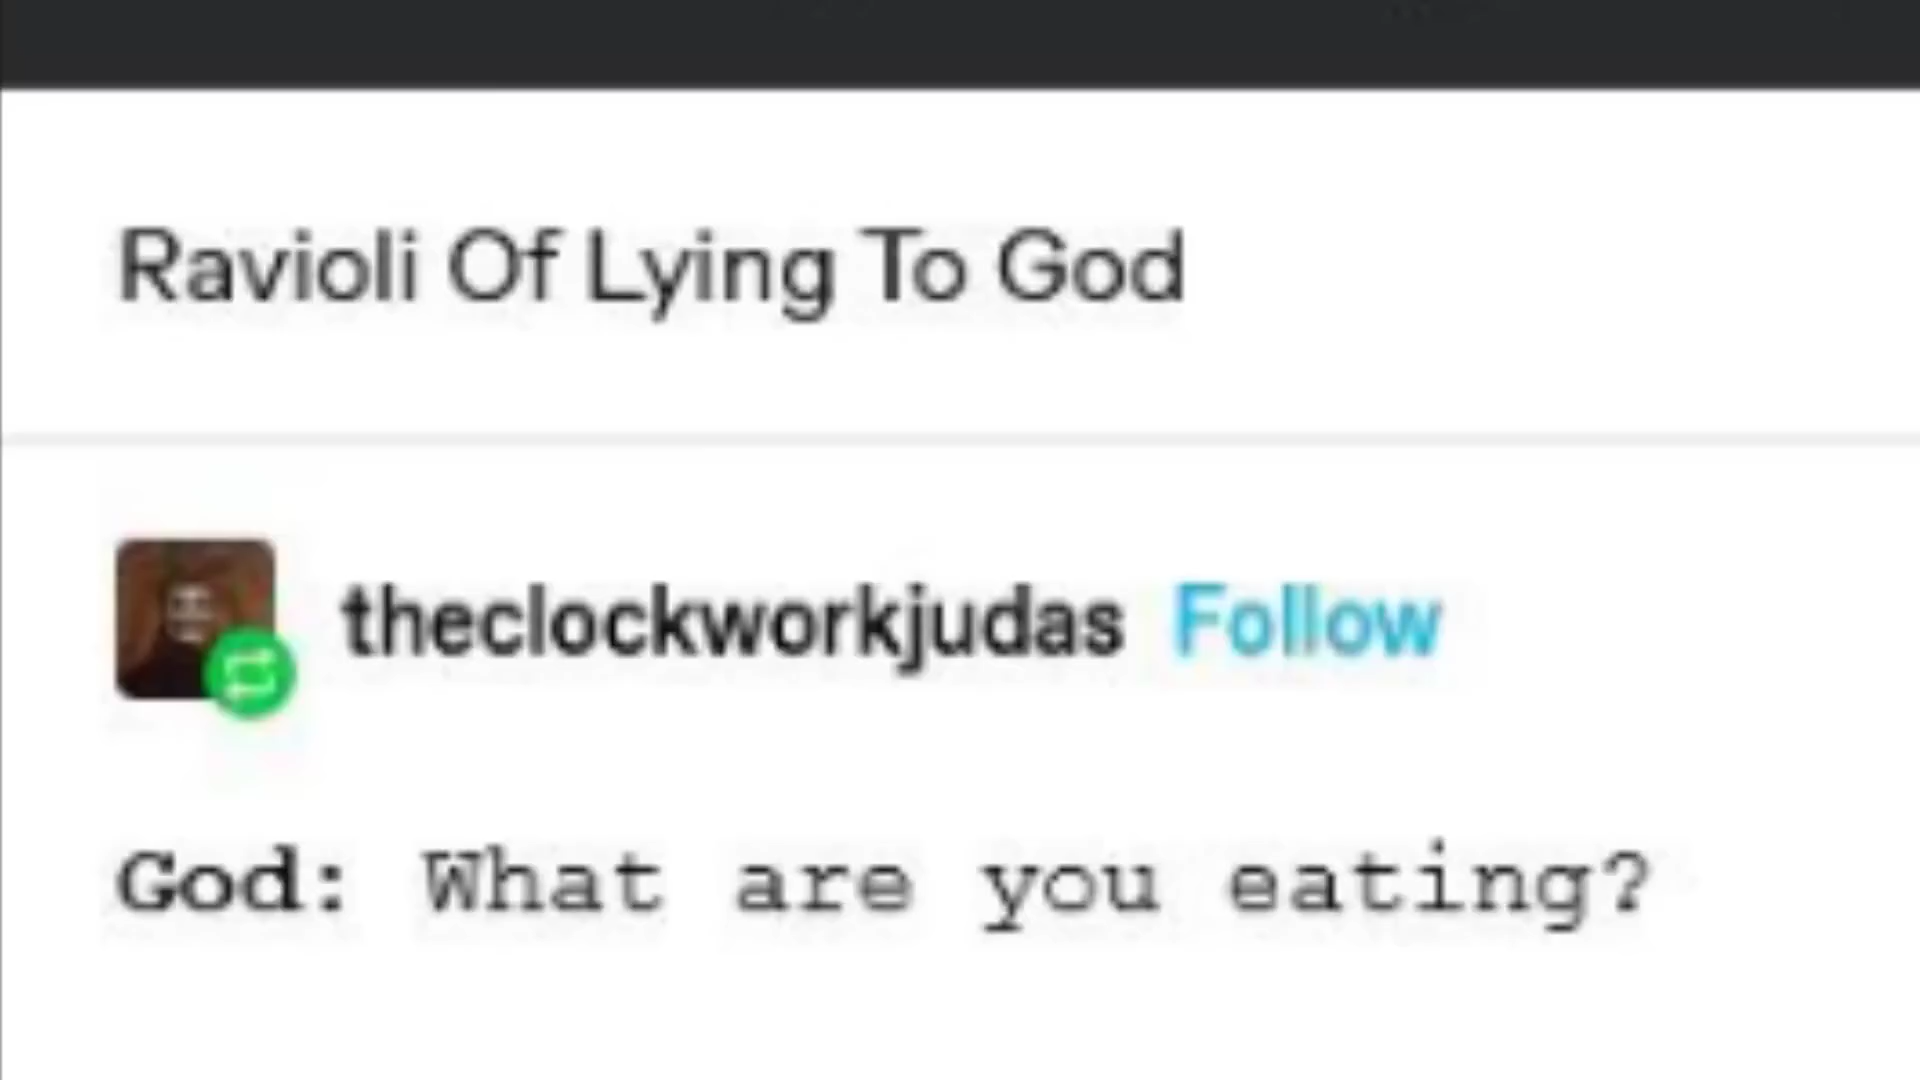 Ravioli Of Lying To God
theclockworkjudas Follow
God: What are you eating?